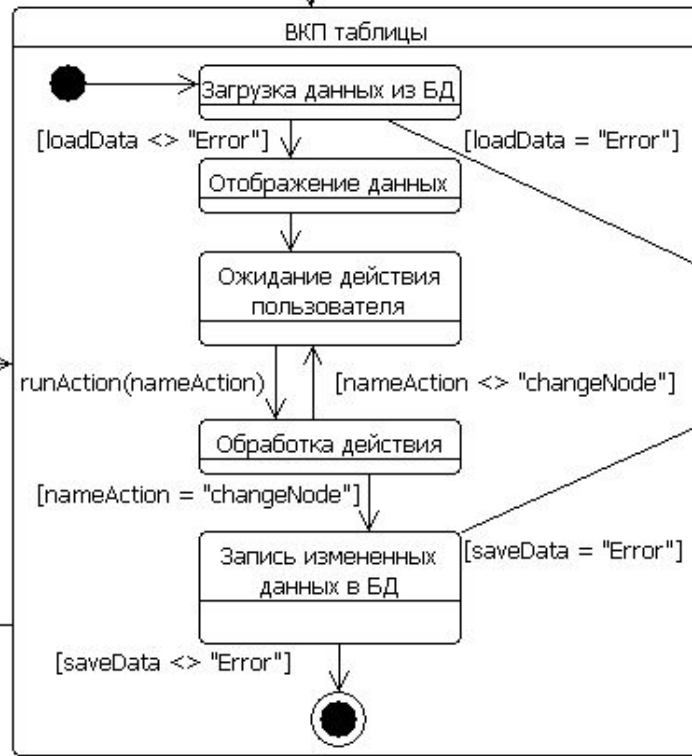 ВКП таблицы
Загрузка данных из БД
[loadData <> "Error"]
[loadData = "Error"]
Отображение данных
Ожидание действия
пользователя
runAction(nameAction)
[nameAction <> "changeNode"]
Обработка действия
[nameAction = "changeNode"]
Запись измененных
данных в БД
[saveData = "Error"]
[saveData <> "Error"]